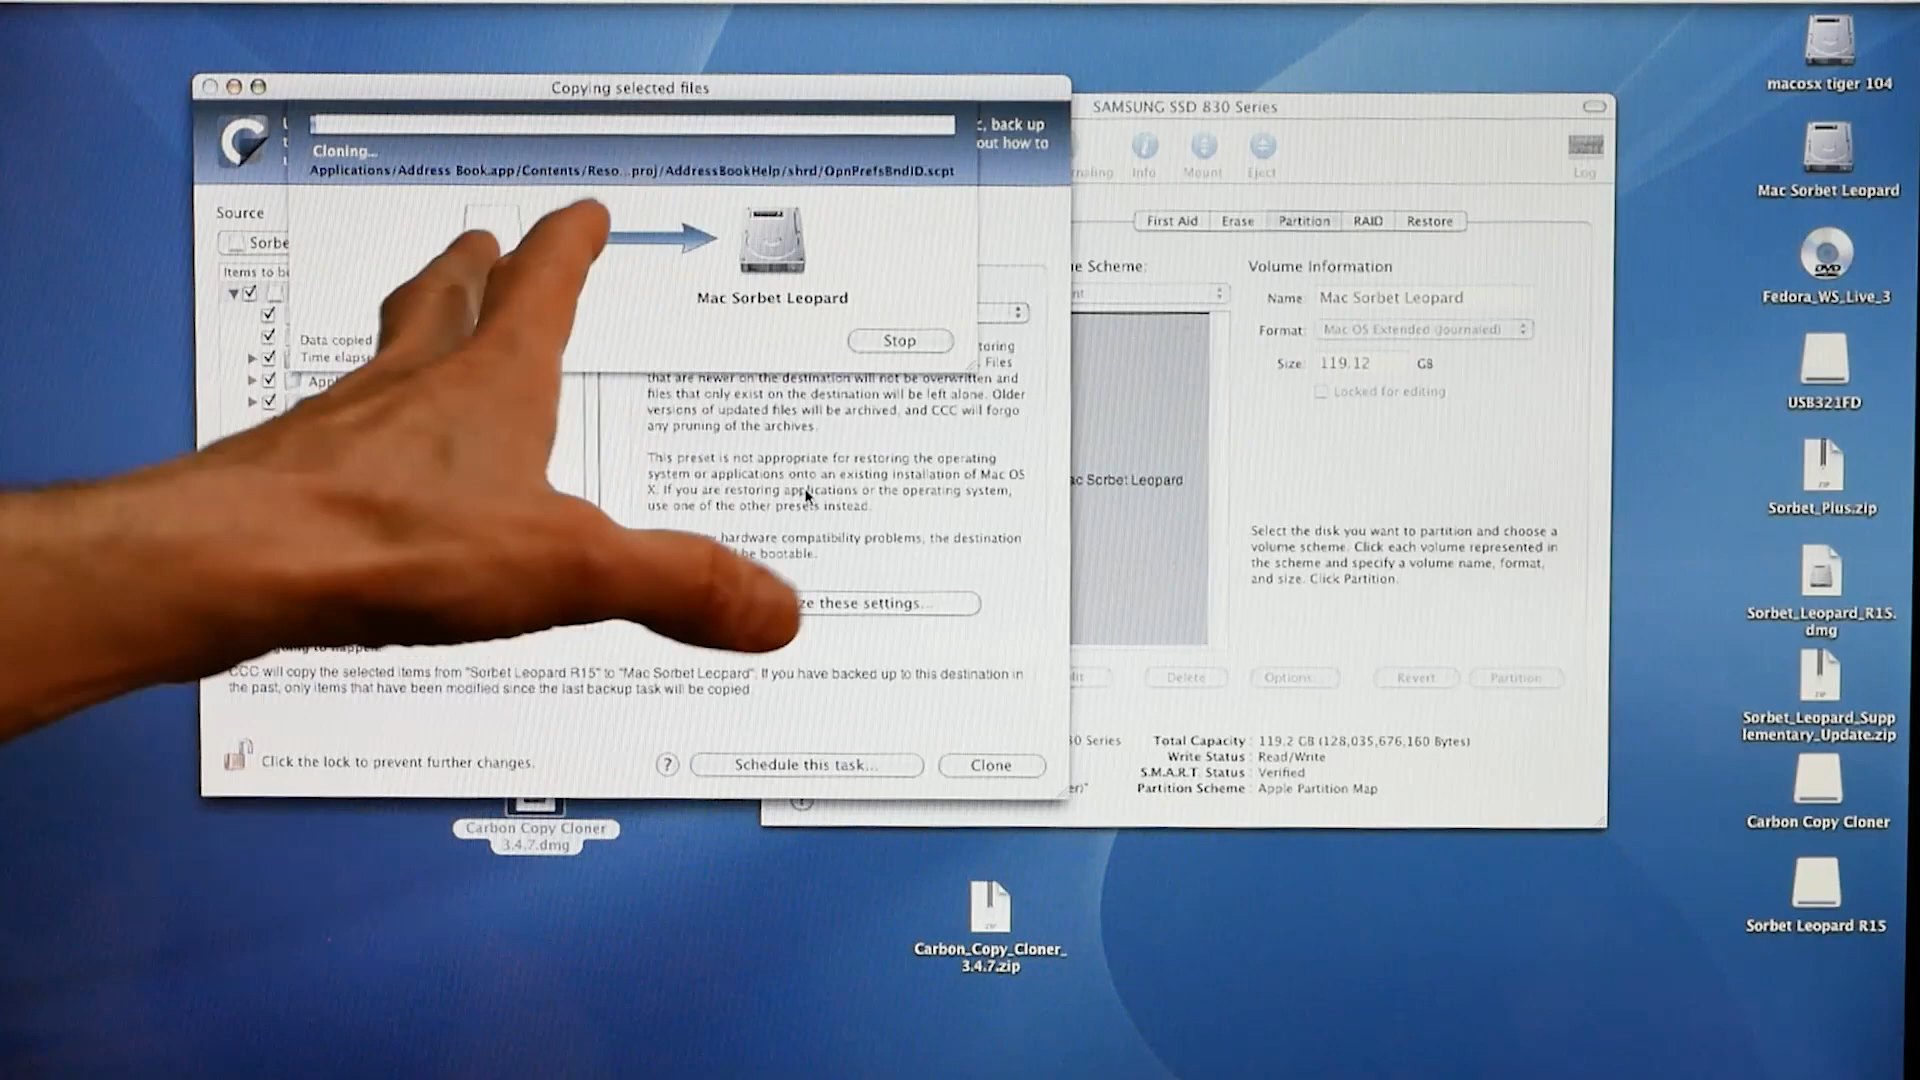 Copying selected files
, back up
out how to
Cloning...
Applications/Address Book.app/Contents/Reso...proj/AddressBookHelp/shrd/OpnPrefsBndID.scpt
Source
Sorbe
Items to b
Mac Sorbet Leopard
Data copied
Time elaps
Stop
toring
Files
App
that are newer on the destination will not be overwritten and
files that only exist on the destination will be left alone. Older
versions of updated files will be archived, and CCC will forgo
any pruning of the archives.
This preset is not appropriate for restoring the operating
system or applications onto an existing installation of Mac OS
X. If you are restoring applications or the operating system,
use one of the other presets instead.
hardware compatibility problems, the destination
be bootable.
ze these settings...
going to happen
CCC will copy the selected items from "Sorbet Leopard R15" to "Mac Sorbet Leopard". If you have backed up to this destination in
the past, only items that have been modified since the last backup task will be copied
Click the lock to prevent further changes.
?
Schedule this task...
Clone
SAMSUNG SSD 830 Series
rnaling
Info
Mount
Eject
Log
First Aid
Erase
Partition
RAID
Restore
e Scheme:
nt
Volume Information
Name:
Mac Sorbet Leopard
Format:
Mac OS Extended (Journaled)
Size:
119.12
GB
Locked for editing
ac Sorbet Leopard
Select the disk you want to partition and choose a
volume scheme. Click each volume represented in
the scheme and specify a volume name, format,
and size. Click Partition.
lit
Delete
Options...
Revert
Partition
30 Series
Total Capacity : 119.2 GB (128,035,676,160 Bytes)
Write Status : Read/Write
S.M.A.R.T. Status : Verified
Partition Scheme : Apple Partition Map
er)"
Carbon Copy Cloner
3.4.7.dmg
ZIP
Carbon_Copy_Cloner_
3.4.7.zip
macosx tiger 104
Mac Sorbet Leopard
DVD
Fedora_WS_Live_3
USB321FD
ZIP
Sorbet_Plus.zip
Sorbet_Leopard_R15.
dmg
ZIP
Sorbet_Leopard_Supp
lementary_Update.zip
Carbon Copy Cloner
Sorbet Leopard R15